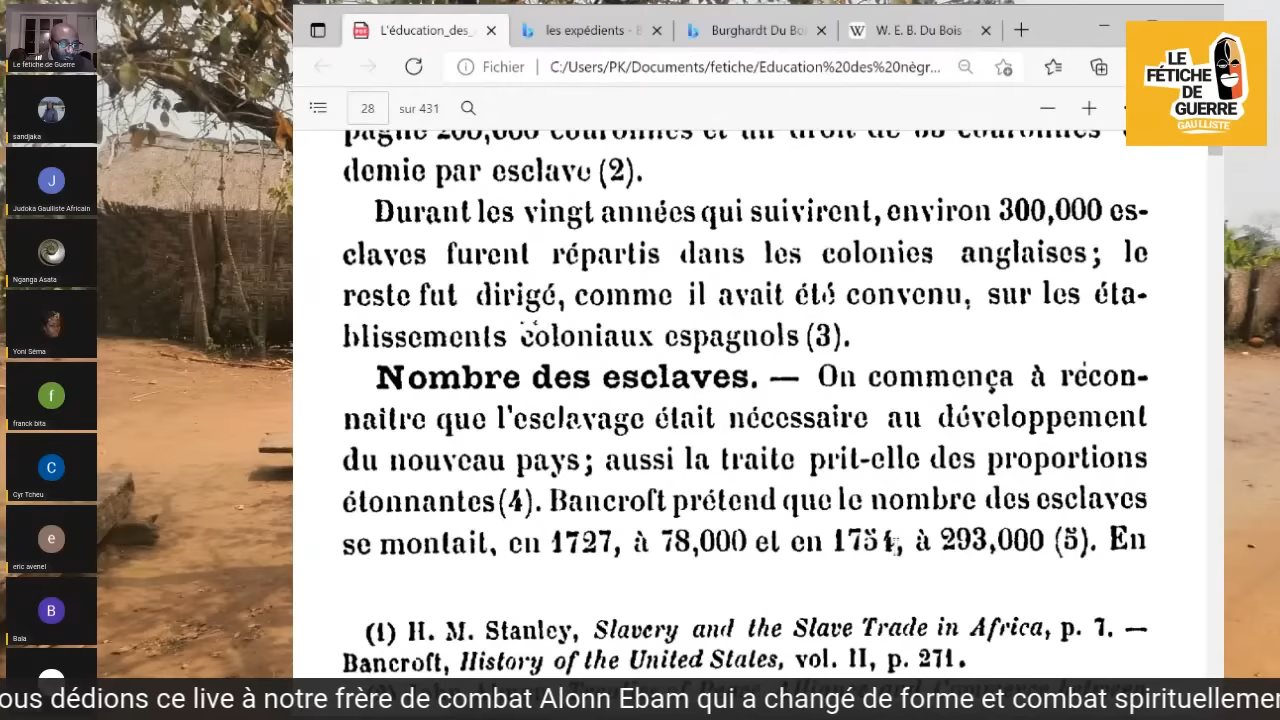 L'éducation_des_
les expédients - B
Burghardt Du Bo
W. E. B. Du Bois -
Fichier
C:/Users/PK/Documents/fetiche/Education%20des%20nègr...
28
sur 431
LE
FÉTICHE
DE
GUERRE
GAULLISTE
Le fétiche de Guerre
sandjaka
J
Judoka Gaulliste Africain
Nganga Asata
Yoni Séma
f
franck bita
C
Cyr Tcheu
e
eric avenel
B
Bala
demie par esclave (2).
Durant les vingt années qui suivirent, environ 300,000 es-
claves furent répartis dans les colonies anglaises; le
reste fut dirigé, comme il avait été convenu, sur les éta-
blissements coloniaux espagnols (3).
Nombre des esclaves. — On commença à récon-
naître que l'esclavage était nécessaire au développement
du nouveau pays; aussi la traite prit-elle des proportions
étonnantes (4). Bancroft prétend que le nombre des esclaves
se montait, en 1727, à 78,000 et en 1754, à 293,000 (5). En
(1) H. M. Stanley, Slavery and the Slave Trade in Africa, p. 7. —
Bancroft, History of the United States, vol. II, p. 271.
ous dédions ce live à notre frère de combat Alonn Ebam qui a changé de forme et combat spirituellemen